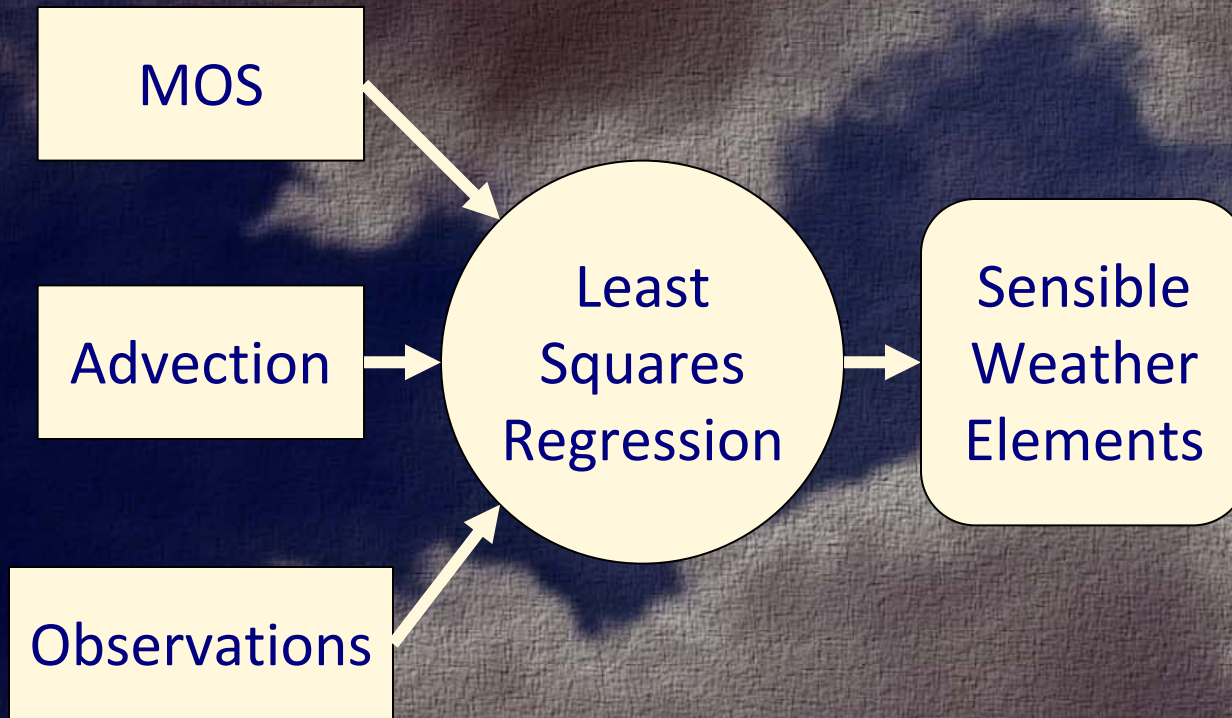 MOS
Advection
Observations
Least
Squares
Regression
Sensible
Weather
Elements